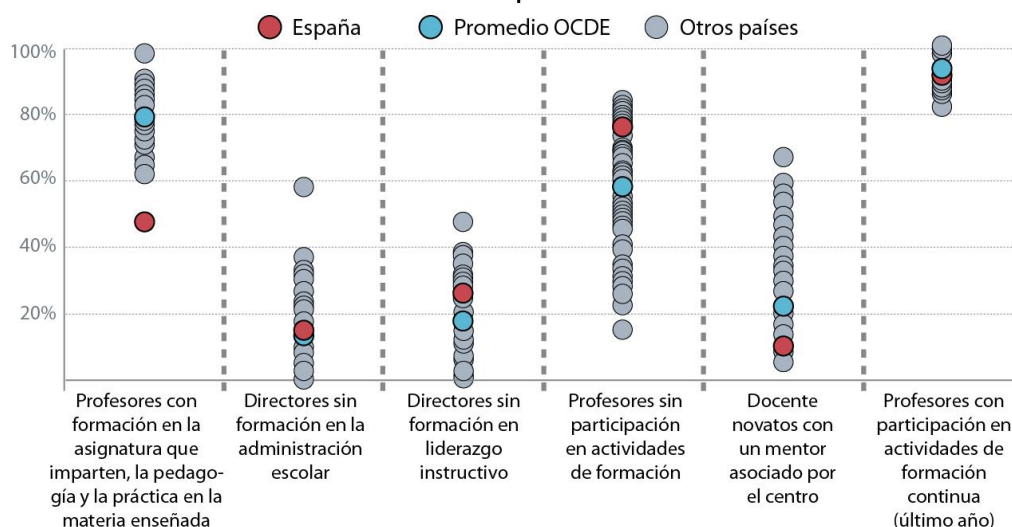 España
Promedio OCDE
Otros países
100%
80%
60%
40%
20%
Profesores con
formación en la
asignatura que
imparten, la pedago-
gía y la práctica en la
materia enseñada
Directores sin
formación en la
administración
escolar
Directores sin
formación en
liderazgo
instructivo
Profesores sin
participación
en actividades
de formación
Docente
novatos con
un mentor
asociado por
el centro
Profesores con
participación en
actividades de
formación
continua
(último año)